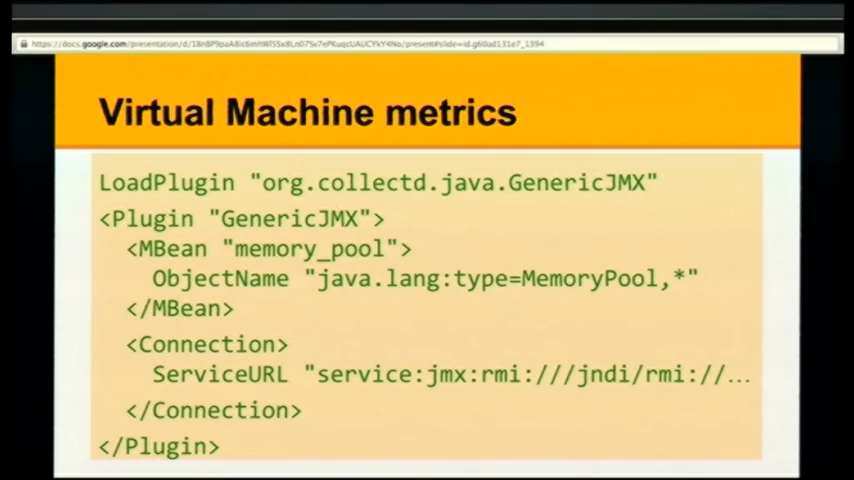 Virtual Machine metrics
LoadPlugin "org.collectd.java.GenericJMX"
<Plugin "GenericJMX">
<MBean "memory_pool">
ObjectName "java.lang:type=MemoryPool,*"
</MBean>
<Connection>
ServiceURL "service:jmx:rmi:///jndi/rmi://...
</Connection>
</Plugin>